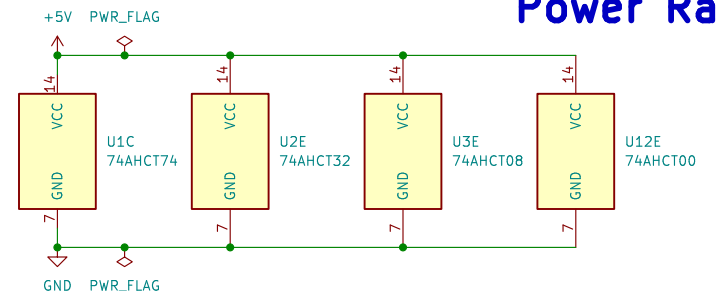 Power Ra
+5V PWR_FLAG
14 14 14 14
VCC VCC VCC VCC
U1C U2E U3E U12E
74AHCT74 74AHCT32 74AHCT08 74AHCT00
GND GND GND GND
7 7 7 7
GND PWR_FLAG